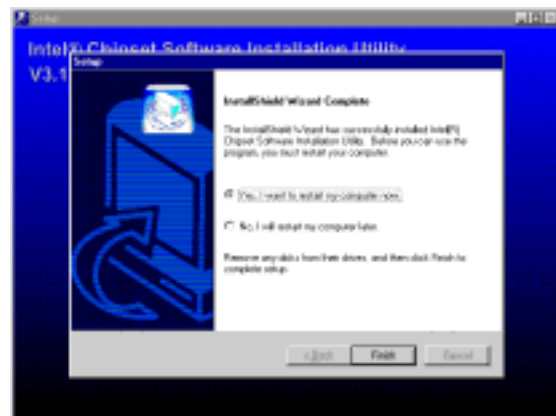 Setup
Intel® Chipset Software Installation Utility
V3.1
Setup
InstallShield Wizard Complete
The InstallShield Wizard has successfully installed Intel(R)
Chipset Software Installation Utility. Before you can use the
program, you must restart your computer.
Yes, I want to restart my computer now.
No, I will restart my computer later.
Remove any disks from their drives, and then click Finish to
complete setup.
< Back
Finish
Cancel